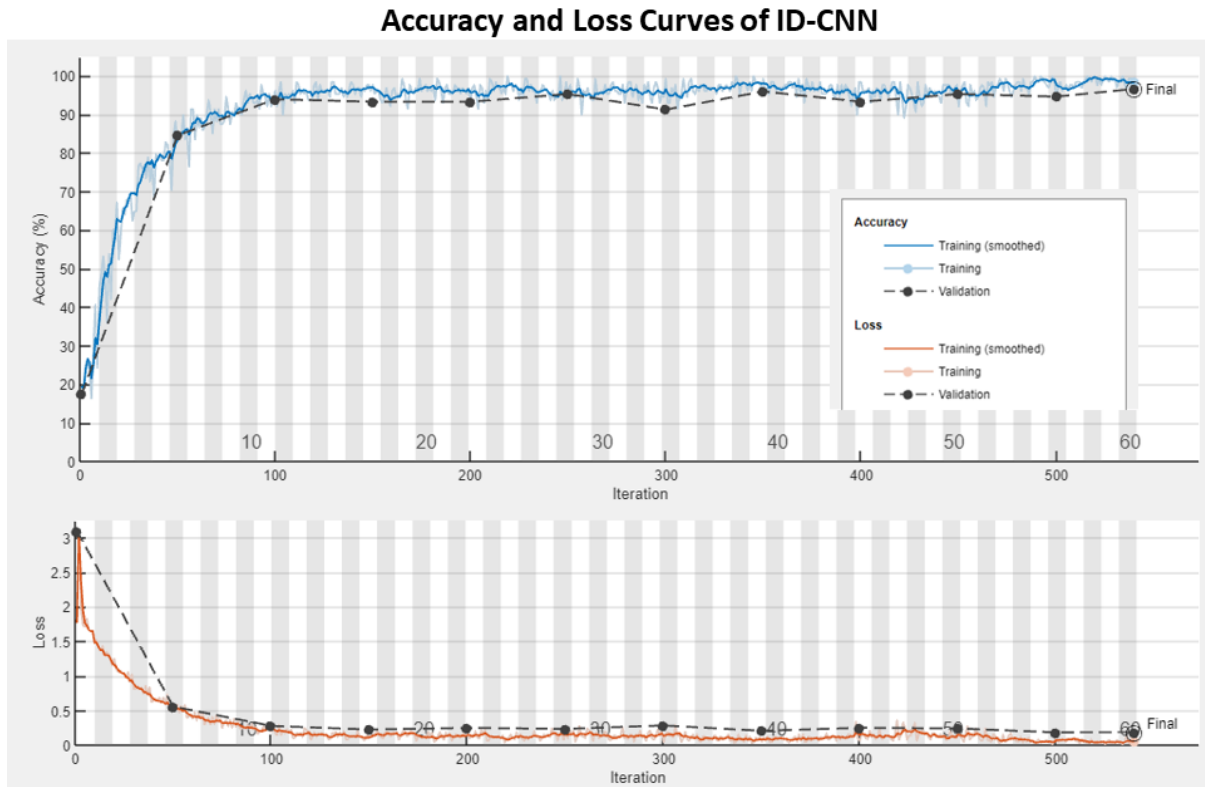 Accuracy and Loss Curves of ID-CNN
100
90
80
70
60
50
40
30
20
10
0
Accuracy (%)
Final
Accuracy
Training (smoothed)
Training
Validation
Loss
Training (smoothed)
Training
Validation
10 20 30 40 50 60
0 100 200 300 400 500
Iteration
3
2.5
2
1.5
1
0.5
0
Loss
Final
10 20 30 40 50 60
0 100 200 300 400 500
Iteration